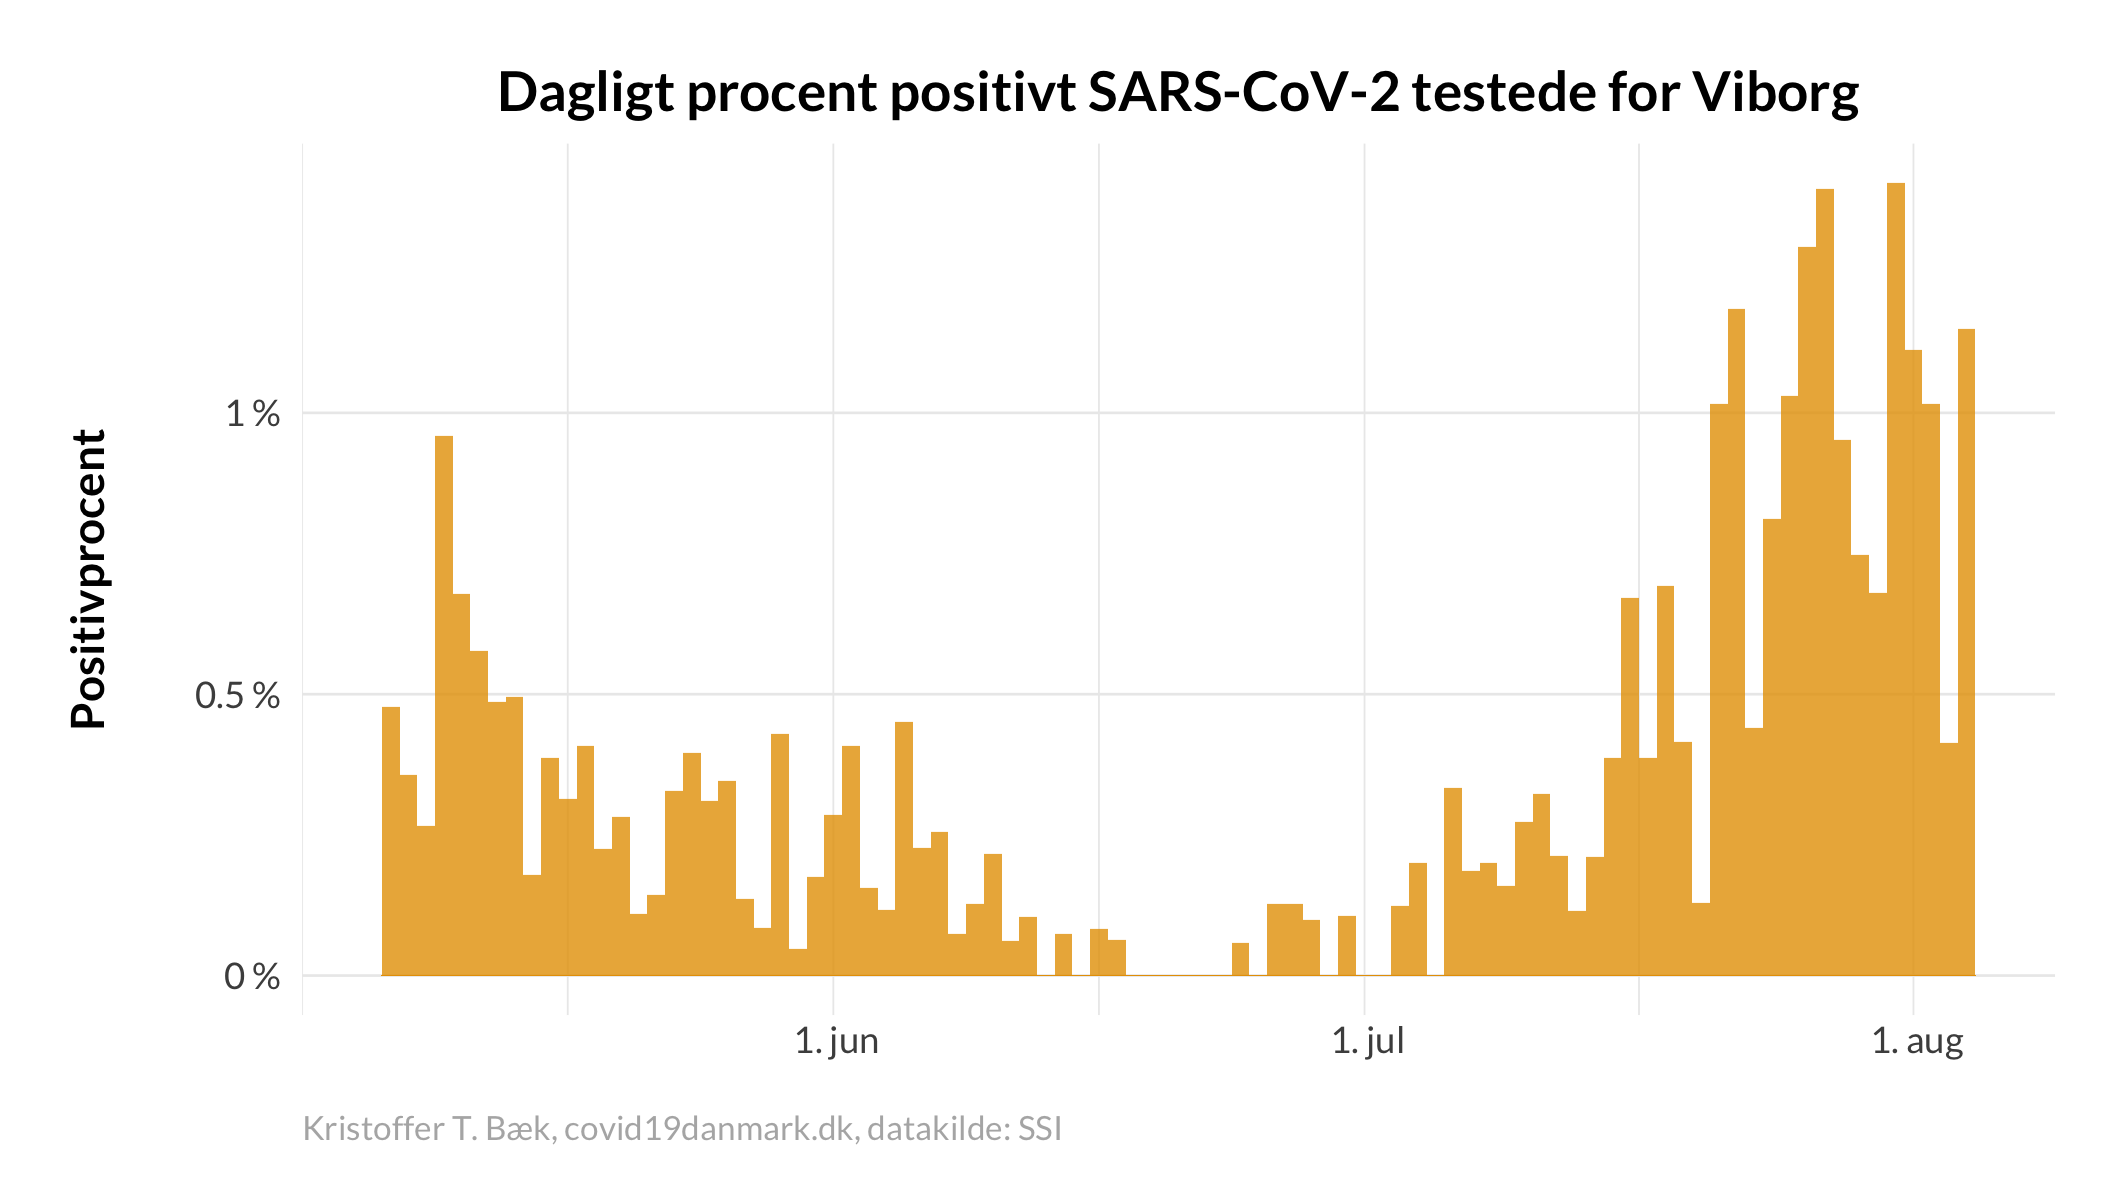 Dagligt procent positivt SARS-CoV-2 testede for Viborg
Positivprocent
1 %
0.5 %
0 %
1. jun
1. jul
1. aug
Kristoffer T. Bæk, covid19danmark.dk, datakilde: SSI